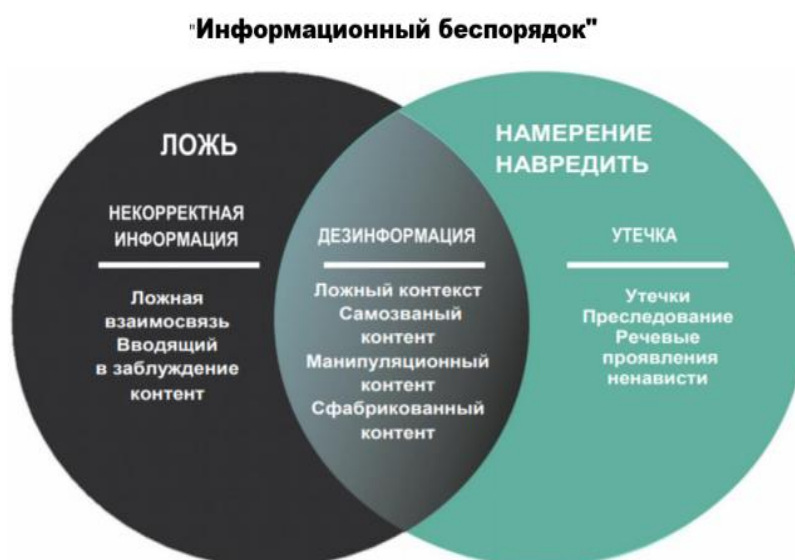 "Информационный беспорядок"
ЛОЖЬ
НЕКОРРЕКТНАЯ
ИНФОРМАЦИЯ
Ложная
взаимосвязь
Вводящий
в заблуждение
контент
ДЕЗИНФОРМАЦИЯ
Ложный контекст
Самозваный
контент
Манипуляционный
контент
Сфабрикованный
контент
НАМЕРЕНИЕ
НАВРЕДИТЬ
УТЕЧКА
Утечки
Преследование
Речевые
проявления
ненависти